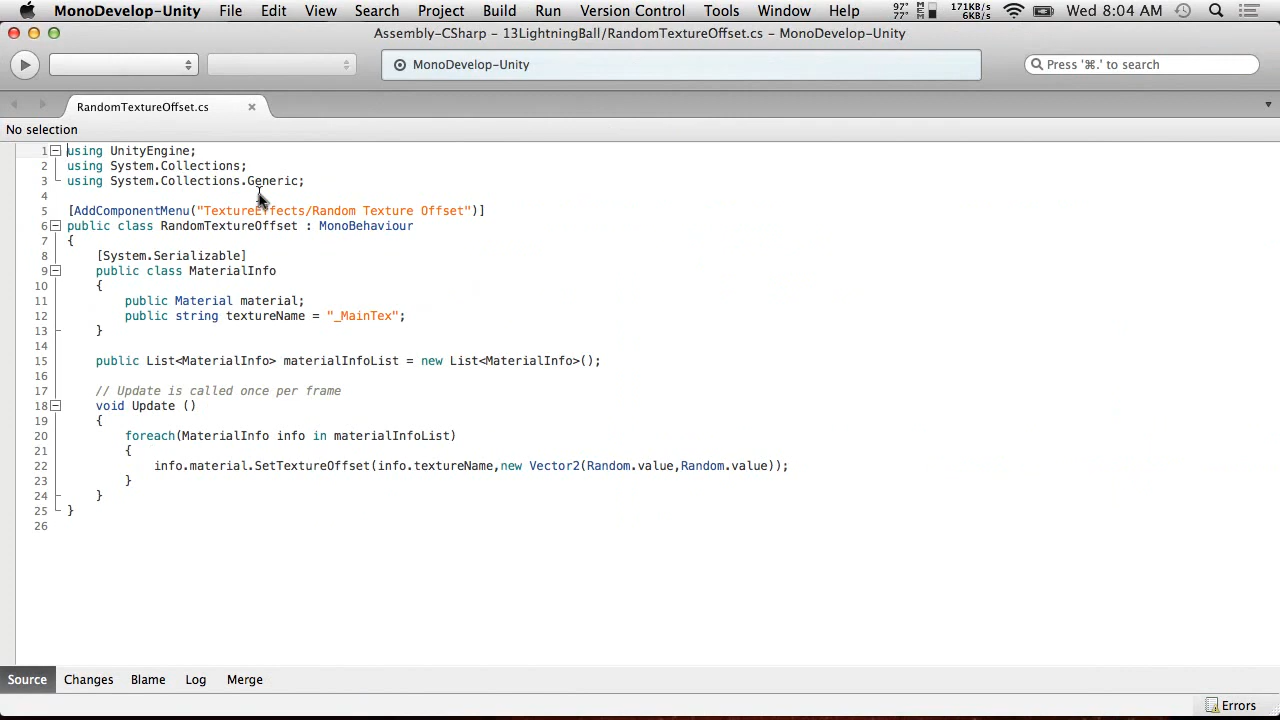 MonoDevelop-Unity File Edit View Search Project Build Run Version Control Tools Window Help 97° 77° M M 171KB/s 6KB/s Wed 8:04 AM
Assembly-CSharp – 13LightningBall/RandomTextureOffset.cs – MonoDevelop-Unity
MonoDevelop-Unity
Press '⌘.' to search
RandomTextureOffset.cs
No selection
1 using UnityEngine;
2 using System.Collections;
3 using System.Collections.Generic;
4
5 [AddComponentMenu("TextureEffects/Random Texture Offset")]
6 public class RandomTextureOffset : MonoBehaviour
7 {
8 [System.Serializable]
9 public class MaterialInfo
10 {
11 public Material material;
12 public string textureName = "_MainTex";
13 }
14
15 public List<MaterialInfo> materialInfoList = new List<MaterialInfo>();
16
17 // Update is called once per frame
18 void Update ()
19 {
20 foreach(MaterialInfo info in materialInfoList)
21 {
22 info.material.SetTextureOffset(info.textureName,new Vector2(Random.value,Random.value));
23 }
24 }
25 }
26
Source Changes Blame Log Merge
Errors